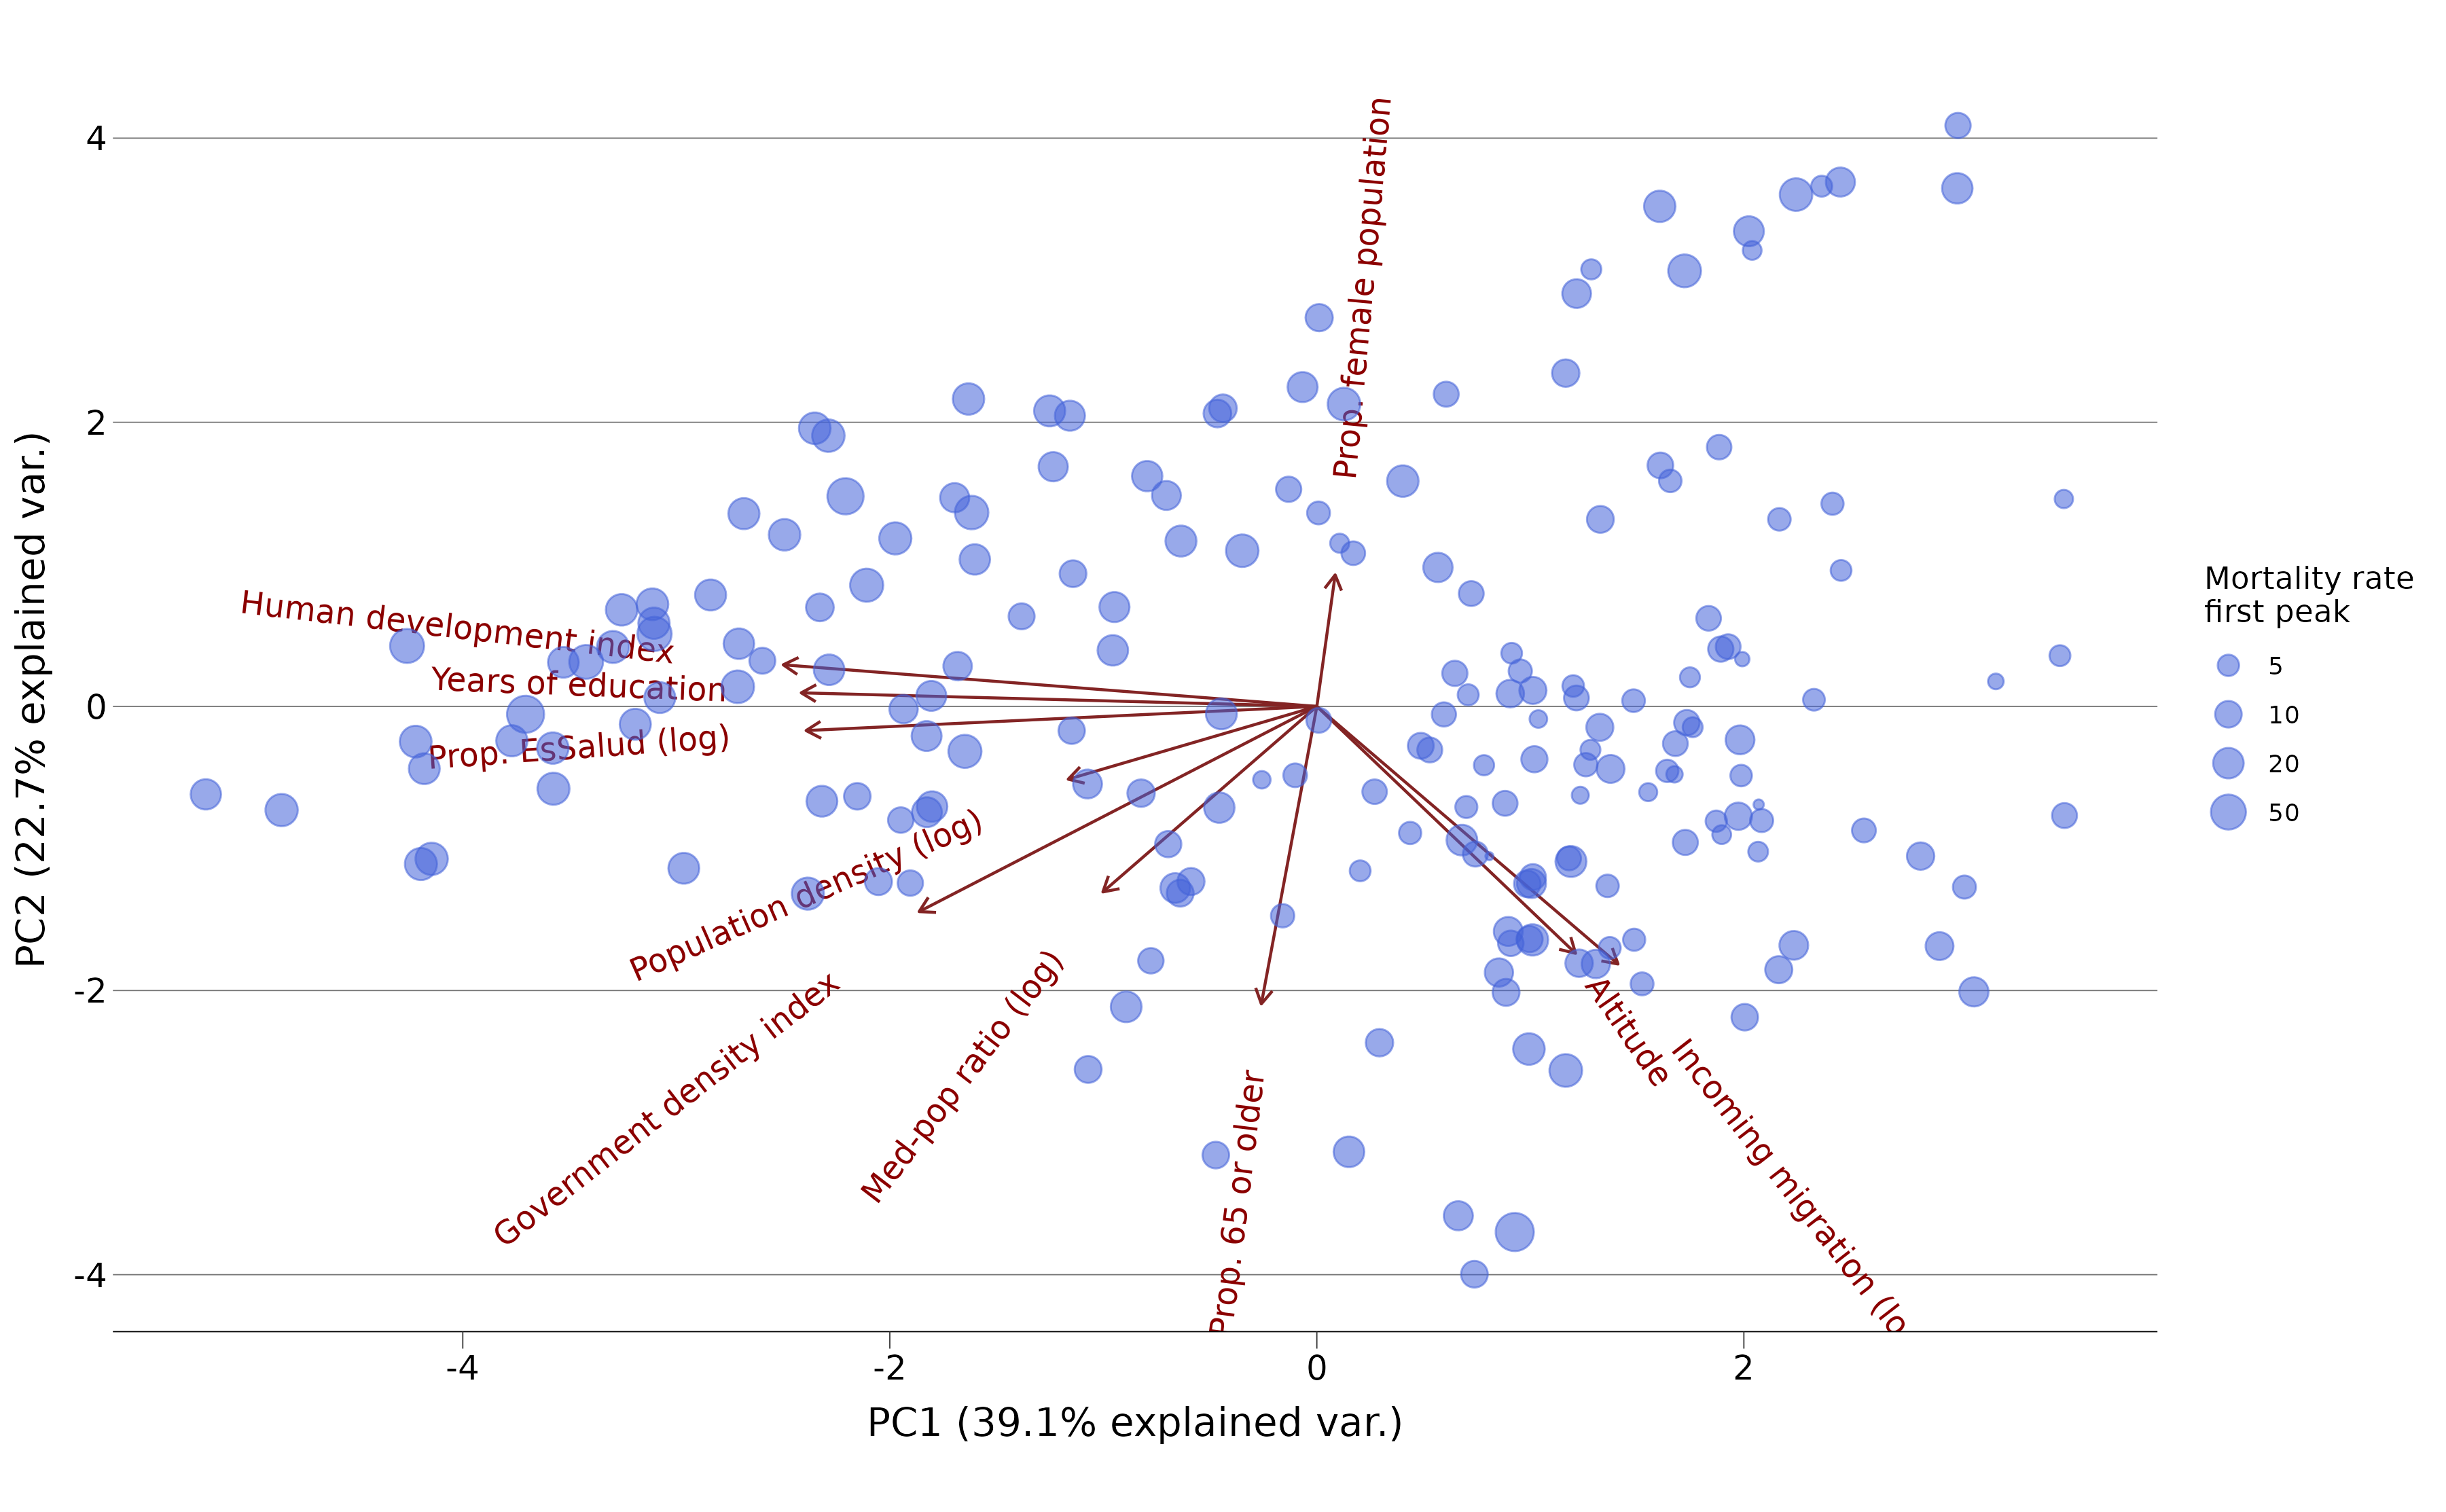 Prop. female population
4
2
0
-2
-4
PC2 (22.7% explained var.)
Human development index
Years of education
Prop. EsSalud (log)
Population density (log)
Government density index
Med-pop ratio (log)
Prop. 65 or older
Altitude
Incoming migration (lo
Mortality rate
first peak
5
10
20
50
-4
-2
0
2
PC1 (39.1% explained var.)